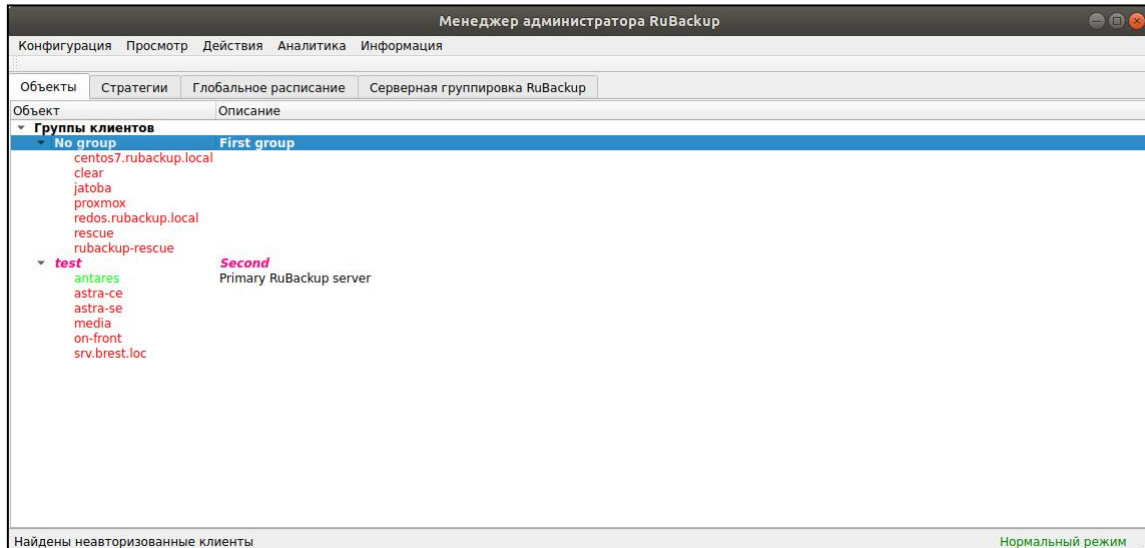 Менеджер администратора RuBackup
Конфигурация Просмотр Действия Аналитика Информация
Объекты Стратегии Глобальное расписание Серверная группировка RuBackup
Объект Описание
Группы клиентов
No group First group
centos7.rubackup.local
clear
jatoba
proxmox
redos.rubackup.local
rescue
rubackup-rescue
test Second
antares Primary RuBackup server
astra-ce
astra-se
media
on-front
srv.brest.loc
Найдены неавторизованные клиенты Нормальный режим